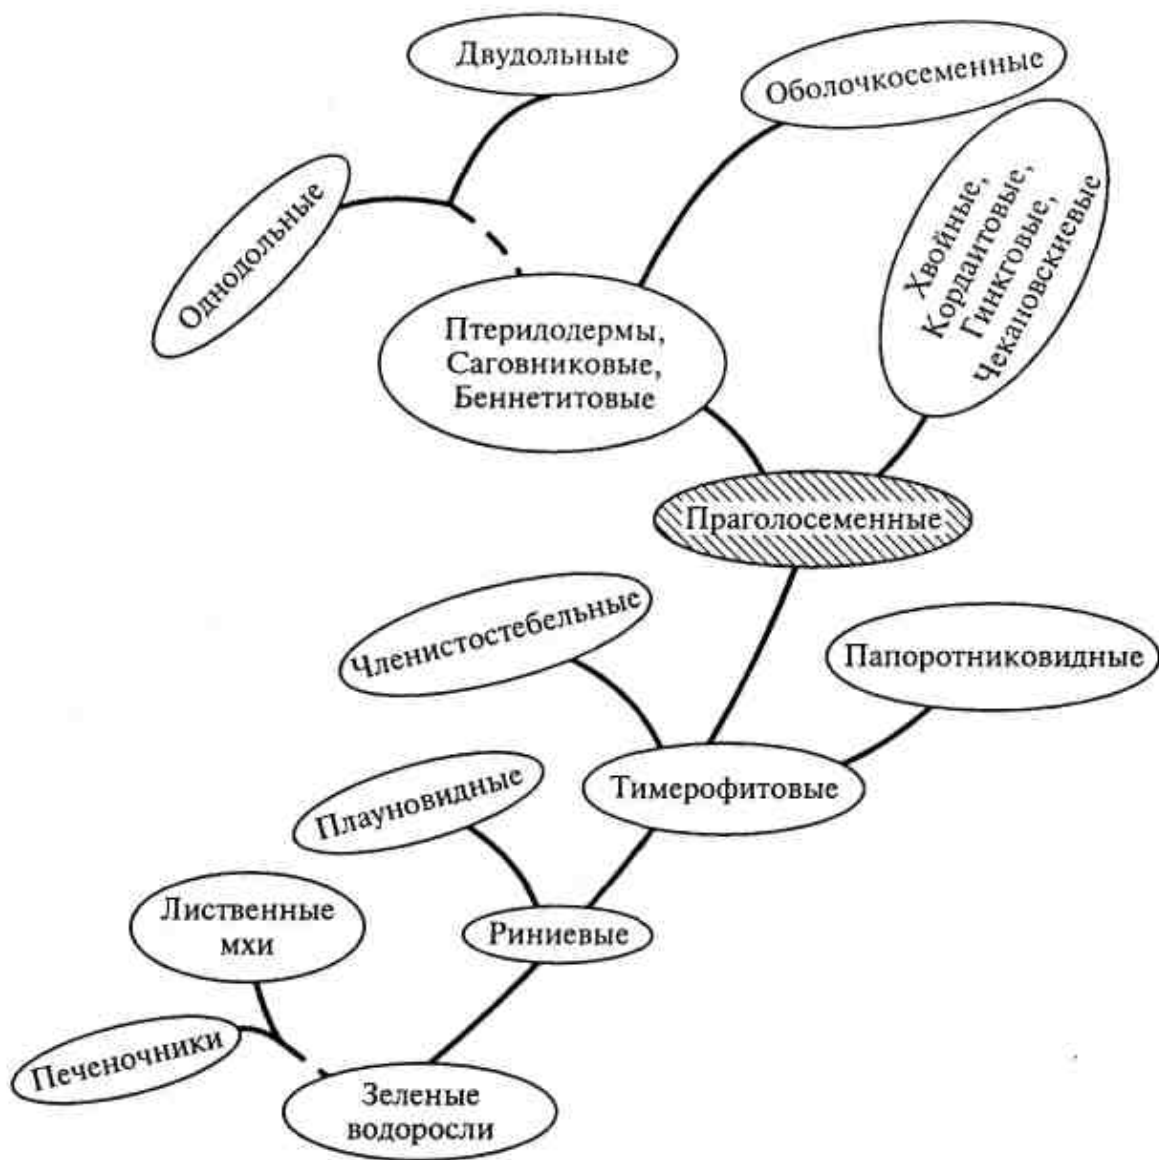 Двудольные
Оболочкосеменные
Однодольные
Хвойные,
Кордаитовые,
Гинкговые,
Чекановскиевые
Птеридодермы,
Саговниковые,
Беннетитовые
Праголосеменные
Членистостебельные
Папоротниковидные
Плауновидные
Тимерофитовые
Лиственные
мхи
Риниевые
Печеночники
Зеленые
водоросли